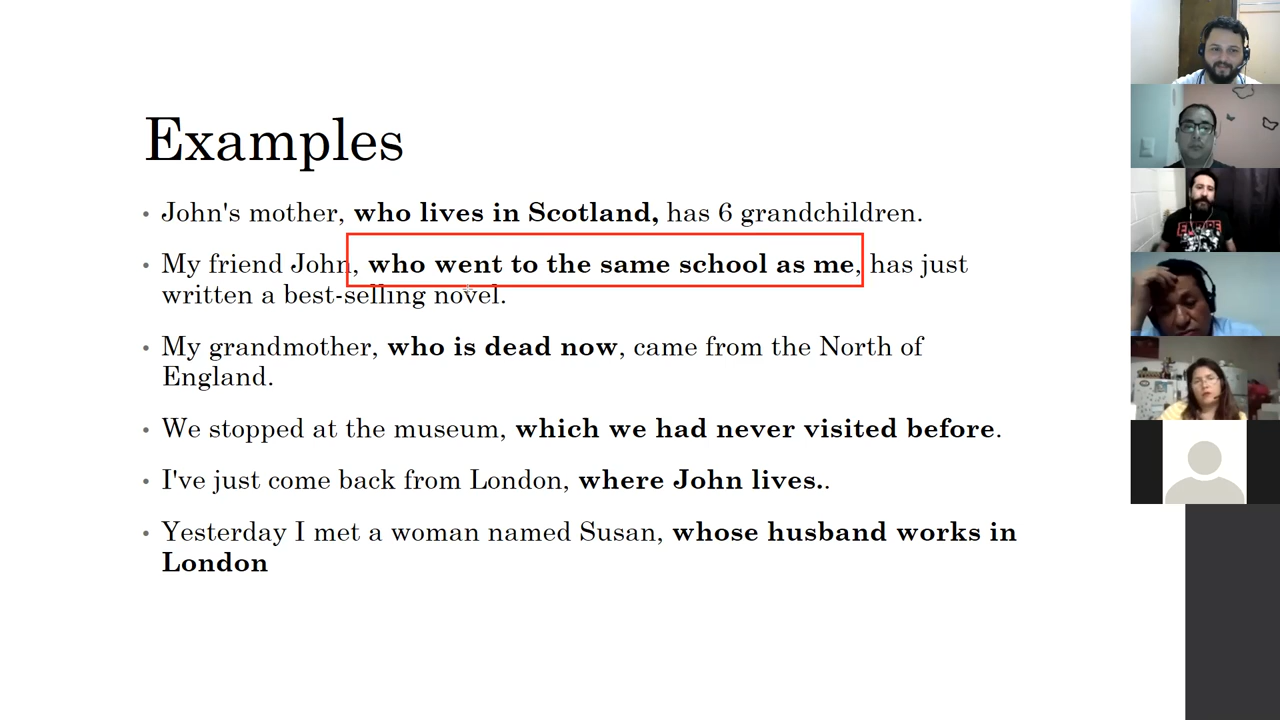 Examples
• John's mother, who lives in Scotland, has 6 grandchildren.
• My friend John, who went to the same school as me, has just
written a best-selling novel.
• My grandmother, who is dead now, came from the North of
England.
• We stopped at the museum, which we had never visited before.
• I've just come back from London, where John lives..
• Yesterday I met a woman named Susan, whose husband works in
London
EMPIRE